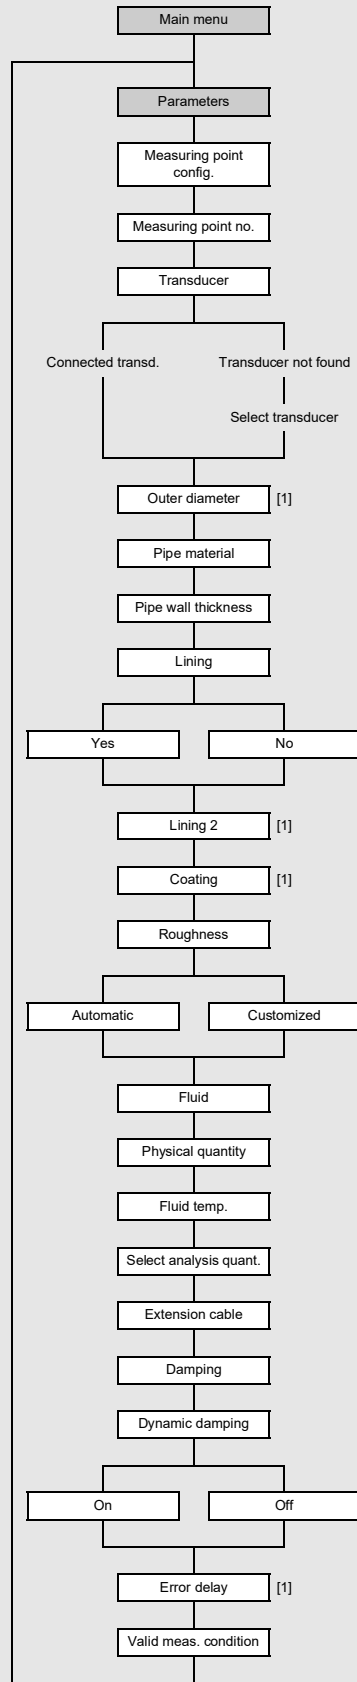 Main menu
Parameters
Measuring point
config.
Measuring point no.
Transducer
Connected transd.
Transducer not found
Select transducer
Outer diameter [1]
Pipe material
Pipe wall thickness
Lining
Yes
No
Lining 2 [1]
Coating [1]
Roughness
Automatic
Customized
Fluid
Physical quantity
Fluid temp.
Select analysis quant.
Extension cable
Damping
Dynamic damping
On
Off
Error delay [1]
Valid meas. condition